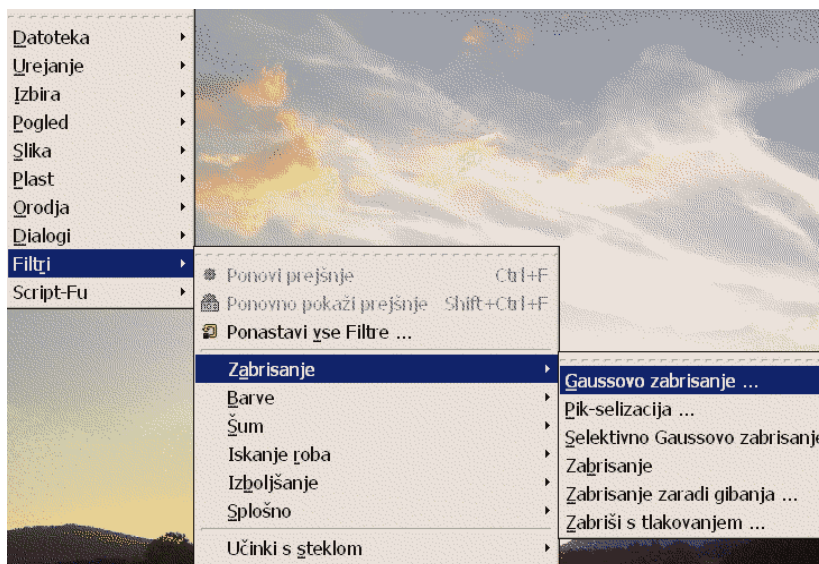 Datoteka
Urejanje
Izbira
Pogled
Slika
Plast
Orodja
Dialogi
Filtri
Script-Fu
Ponovi prejšnje Ctrl+F
Ponovno pokaži prejšnje Shift+Ctrl+F
Ponastavi vse Filtre ...
Zabrisanje
Barve
Šum
Iskanje roba
Izboljšanje
Splošno
Učinki s steklom
Gaussovo zabrisanje ...
Pik-selizacija ...
Selektivno Gaussovo zabrisanje
Zabrisanje
Zabrisanje zaradi gibanja ...
Zabriši s tlakovanjem ...